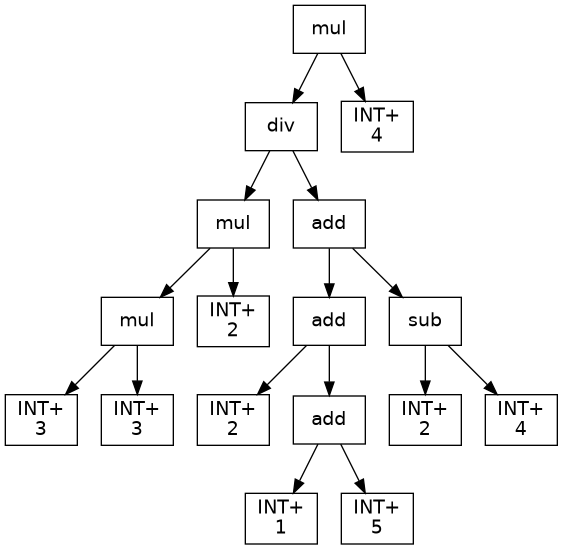 mul
div
INT+
4
mul
add
mul
INT+
2
add
sub
INT+
3
INT+
3
INT+
2
add
INT+
2
INT+
4
INT+
1
INT+
5